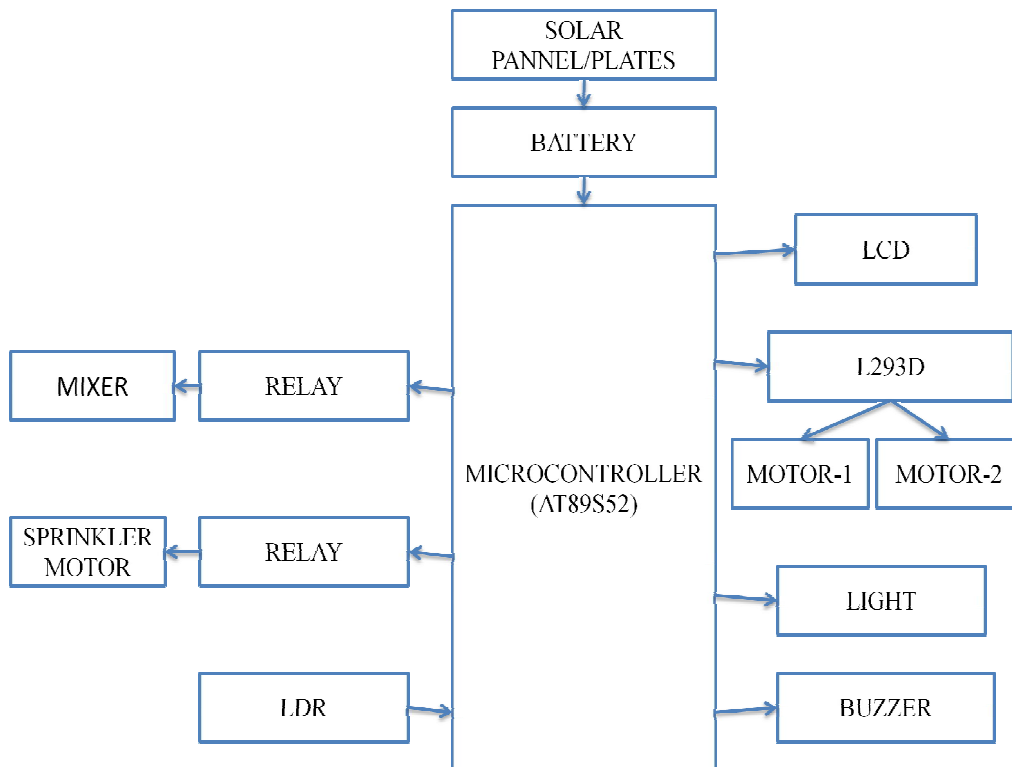 SOLAR
PANNEL/PLATES
BATTERY
LCD
L293D
MIXER
RELAY
MOTOR-1
MOTOR-2
MICROCONTROLLER
(AT89S52)
SPRINKLER
MOTOR
RELAY
LIGHT
LDR
BUZZER